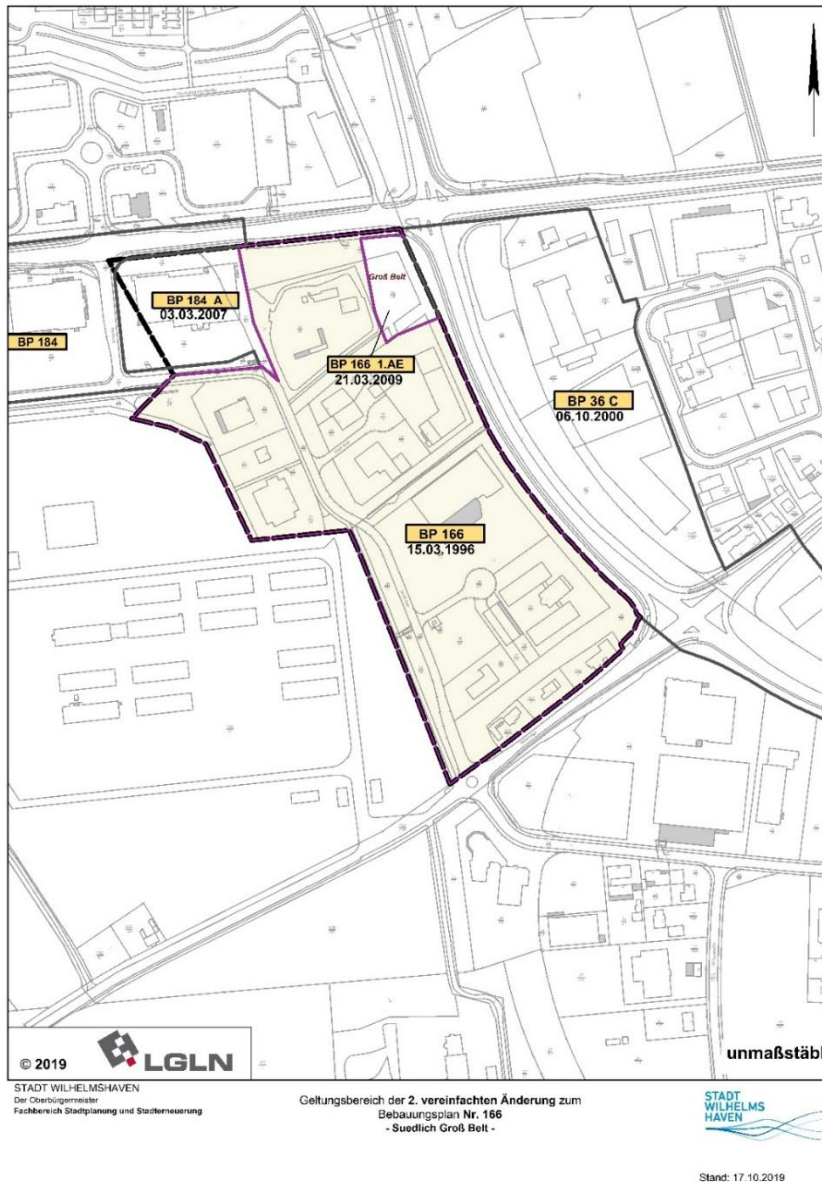 BP 184 A
03.03.2007
Groß Belt
BP 184
BP 166 1.AE
21.03.2009
BP 36 C
06.10.2000
BP 166
15.03.1996
© 2019
LGLN
unmaßstäbl
STADT WILHELMSHAVEN
Der Oberbürgermeister
Fachbereich Stadtplanung und Stadterneuerung
Geltungsbereich der 2. vereinfachten Änderung zum
Bebauungsplan Nr. 166
- Suedlich Groß Belt -
STADT
WILHELMS
HAVEN
Stand: 17.10.2019